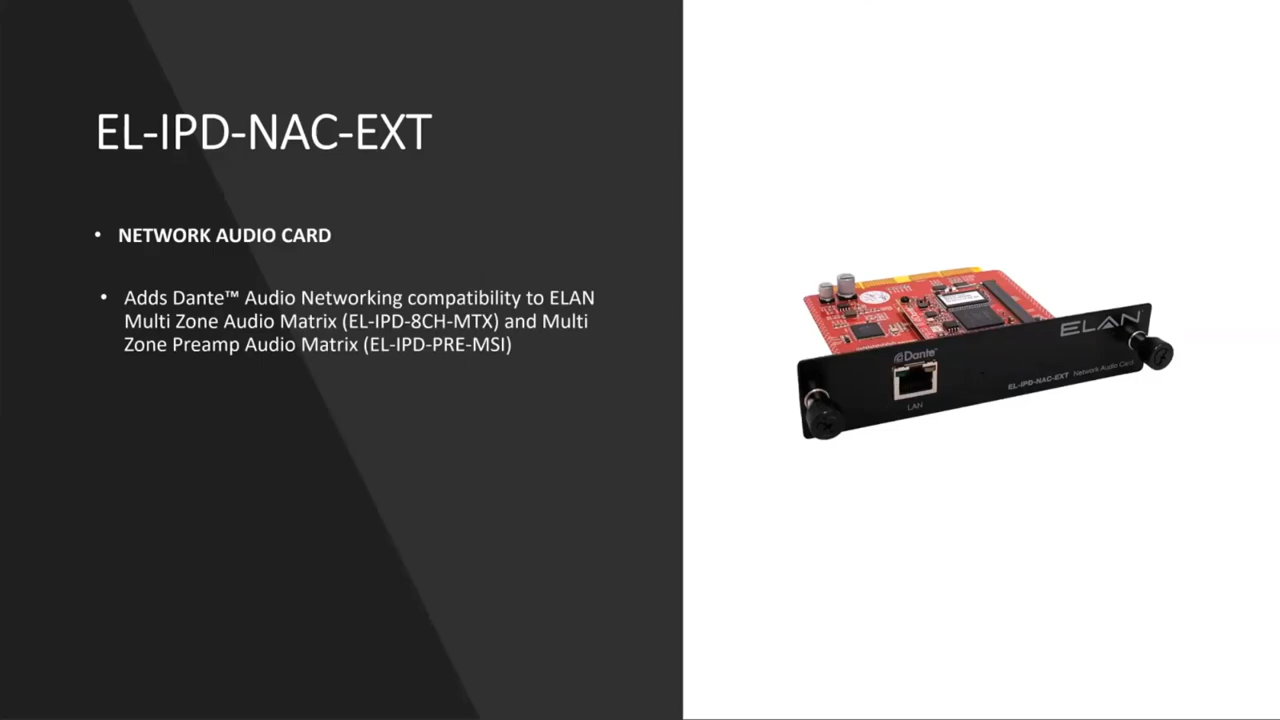 EL-IPD-NAC-EXT
• NETWORK AUDIO CARD
• Adds Dante™ Audio Networking compatibility to ELAN
Multi Zone Audio Matrix (EL-IPD-8CH-MTX) and Multi
Zone Preamp Audio Matrix (EL-IPD-PRE-MSI)
ELAN
Dante™
EL-IPD-NAC-EXT Network Audio Card
LAN